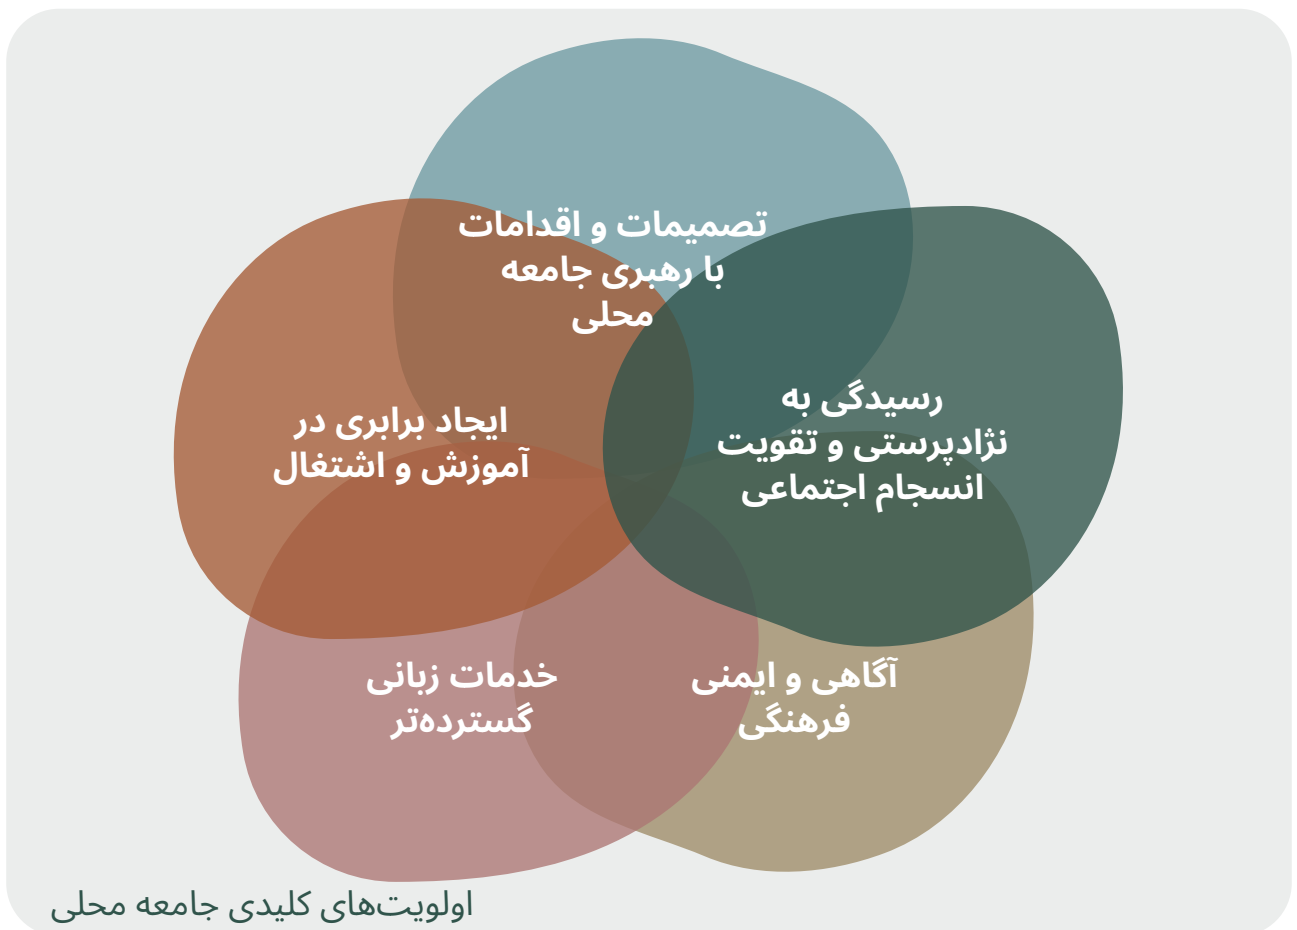 تصمیمات و اقدامات
با رهبری جامعه
محلی
رسیدگی به
نژادپرستی و تقویت
انسجام اجتماعی
ایجاد برابری در
آموزش و اشتغال
آگاهی و ایمنی
فرهنگی
خدمات زبانی
گسترده‌تر
اولویت‌های کلیدی جامعه محلی